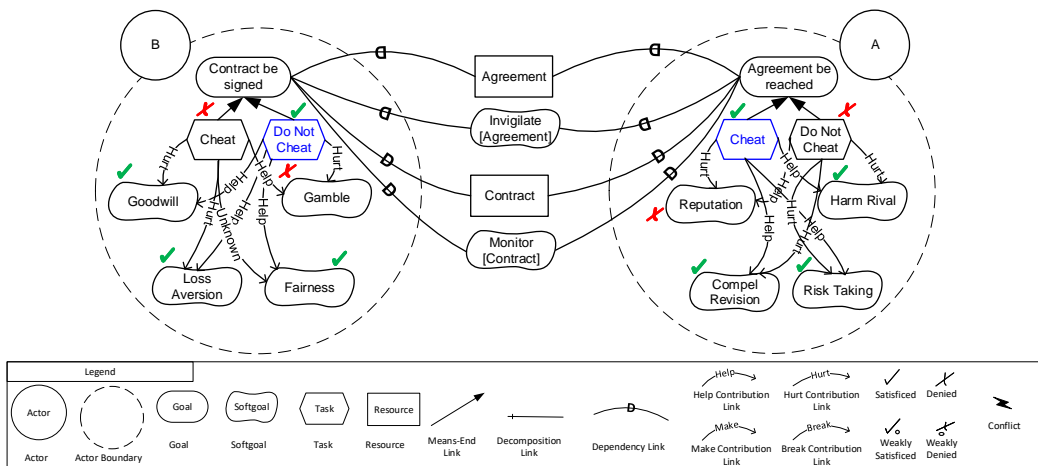 B
A
Contract be
signed
Agreement
Agreement be
reached
Invigilate
[Agreement]
Contract
Monitor
[Contract]
D
D
D
D
D
D
D
D
Cheat
Do Not
Cheat
Hurt
Help
Help
Hurt
Goodwill
Gamble
Hurt
Unknown
Help
Help
Loss
Aversion
Fairness
Cheat
Do Not
Cheat
Hurt
Help
Help
Hurt
Reputation
Harm Rival
Help
Hurt
Hurt
Help
Compel
Revision
Risk Taking
Legend
Actor
Goal
Softgoal
Task
Resource
D
Help
Help Contribution
Link
Hurt
Hurt Contribution
Link
Satisficed
Denied
Make
Make Contribution
Link
Break
Break Contribution
Link
Weakly
Satisficed
Weakly
Denied
Conflict
Actor
Actor Boundary
Goal
Softgoal
Task
Resource
Means-End
Link
Decomposition
Link
Dependency Link